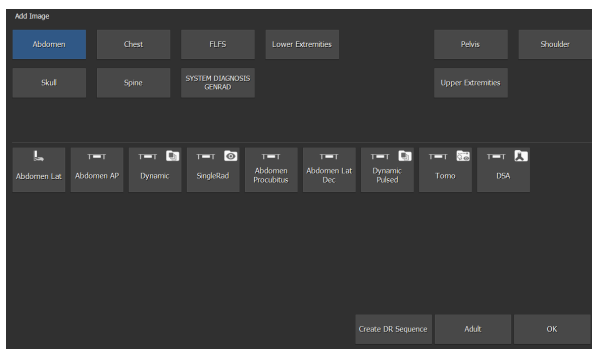 Add Image
Abdomen
Chest
FLFS
Lower Extremities
Pelvis
Shoulder
Skull
Spine
SYSTEM DIAGNOSIS
GENRAD
Upper Extremities
Abdomen Lat
Abdomen AP
Dynamic
SingleRad
Abdomen
Procubitus
Abdomen Lat
Dec
Dynamic
Pulsed
Tomo
DSA
Create DR Sequence
Adult
OK